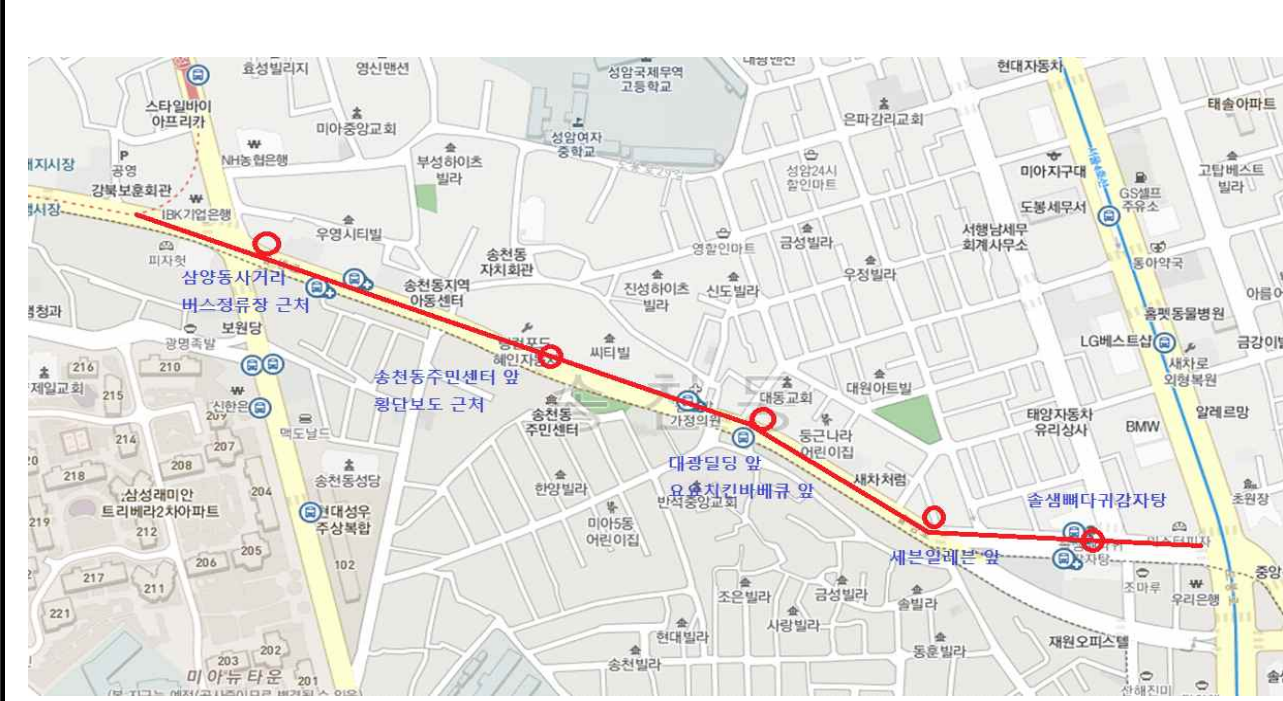 효성빌리지
영신맨션
성암국제무역
고등학교
현대자동차
스타일바이
아프리카
미아중앙교회
은파감리교회
태솔아파트
성암여자
중학교
P
공영
NH농협은행
부성하이츠
빌라
성암24시
할인마트
미아지구대
고탑베스트
빌라
강북보훈회관
IBK기업은행
도봉세무서
GS셀프
주유소
피자헛
우영시티빌
송천동
자치회관
영할인마트
금성빌라
서행남세무
회계사무소
동아약국
삼양동사거라
버스정류장 근처
송천동지역
아동센터
진성하이츠
빌라
신도빌라
우정빌라
보원당
광명족발
홈펫동물병원
LG베스트샵
새차로
외형복원
216
210
215
제일교회
혜인자동차
씨티빌
송천동
송천동주민센터 앞
횡단보도 근처
대동교회
대원아트빌
신한은
209
맥도날드
송천동
주민센터
가정의원
둥근나라
어린이집
태양자동차
유리상사
BMW
알레르망
214
207
208
218
송천동성당
대광딜딩 앞
요요치킨바베큐 앞
한양빌라
반석중앙교회
새차처럼
솔샘뼈다귀감자탕
초원장
삼성래미안
트리베라2차아파트
204
219
212
현대성우
주상복합
미아5동
어린이집
205
206
102
세븐일레븐 앞
미스터피자
217
211
조은빌라
금성빌라
솔빌라
조마루
우리은행
221
현대빌라
사랑빌라
203
202
201
미아뉴타운
송천빌라
동훈빌라
재원오피스텔
산해진미